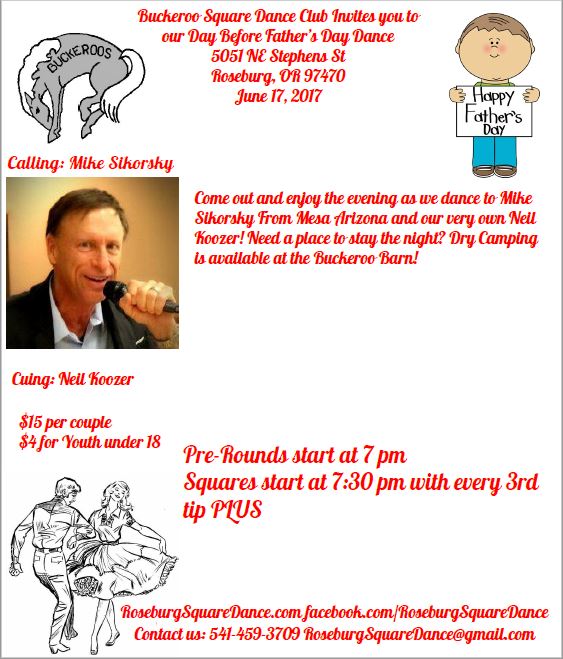 Buckeroo Square Dance Club Invites you to
our Day Before Father's Day Dance
5051 NE Stephens St
Roseburg, OR 97470
June 17, 2017
BUCKEROOS
Happy
Father's
Day
Calling: Mike Sikorsky
Come out and enjoy the evening as we dance to Mike
Sikorsky From Mesa Arizona and our very own Neil
Koozer! Need a place to stay the night? Dry Camping
is available at the Buckeroo Barn!
Cuing: Neil Koozer
$15 per couple
$4 for Youth under 18
Pre-Rounds start at 7 pm
Squares start at 7:30 pm with every 3rd
tip PLUS
RoseburgSquareDance.com facebook.com/RoseburgSquareDance
Contact us: 541-459-3709 RoseburgSquareDance@gmail.com